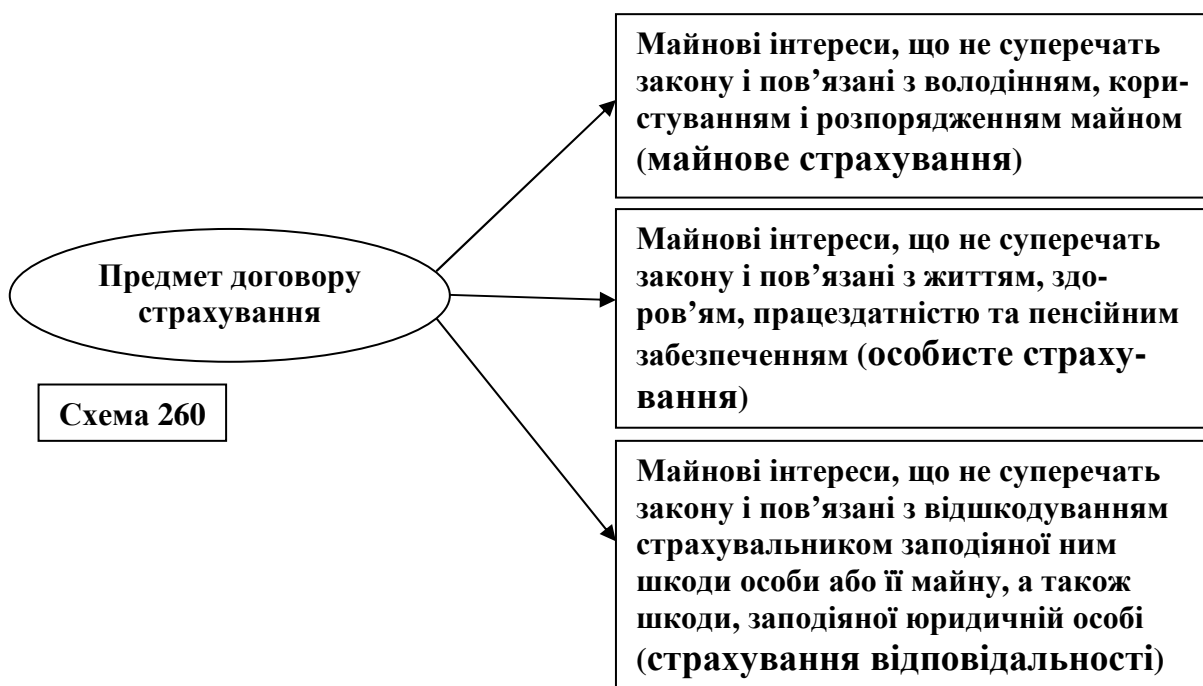 Майнові інтереси, що не суперечать
закону і пов’язані з володінням, кори-
стуванням і розпорядженням майном
(майнове страхування)
Предмет договору
страхування
Майнові інтереси, що не суперечать
закону і пов’язані з життям, здо-
ров’ям, працездатністю та пенсійним
забезпеченням (особисте страху-
вання)
Схема 260
Майнові інтереси, що не суперечать
закону і пов’язані з відшкодуванням
страхувальником заподіяної ним
шкоди особи або її майну, а також
шкоди, заподіяної юридичній особі
(страхування відповідальності)